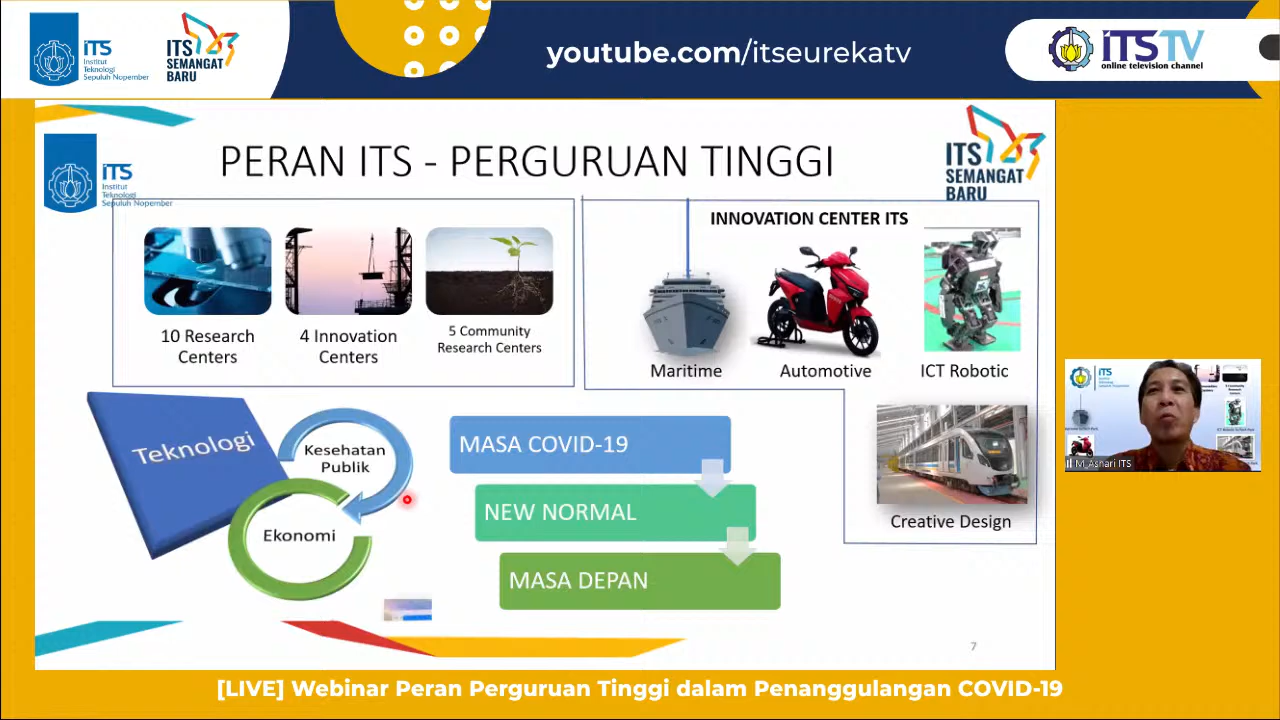 iTS
Institut
Teknologi
Sepuluh Nopember
ITS
SEMANGAT
BARU
youtube.com/itseurekatv
iTSTV
online television channel
iTS
Institut
Teknologi
Sepuluh Nopember
PERAN ITS - PERGURUAN TINGGI
ITS
SEMANGAT
BARU
10 Research
Centers
4 Innovation
Centers
5 Community
Research Centers
INNOVATION CENTER ITS
Maritime
Automotive
ICT Robotic
Creative Design
Teknologi
Kesehatan
Publik
Ekonomi
MASA COVID-19
NEW NORMAL
MASA DEPAN
7
iTS
M.Ashari ITS
[LIVE] Webinar Peran Perguruan Tinggi dalam Penanggulangan COVID-19